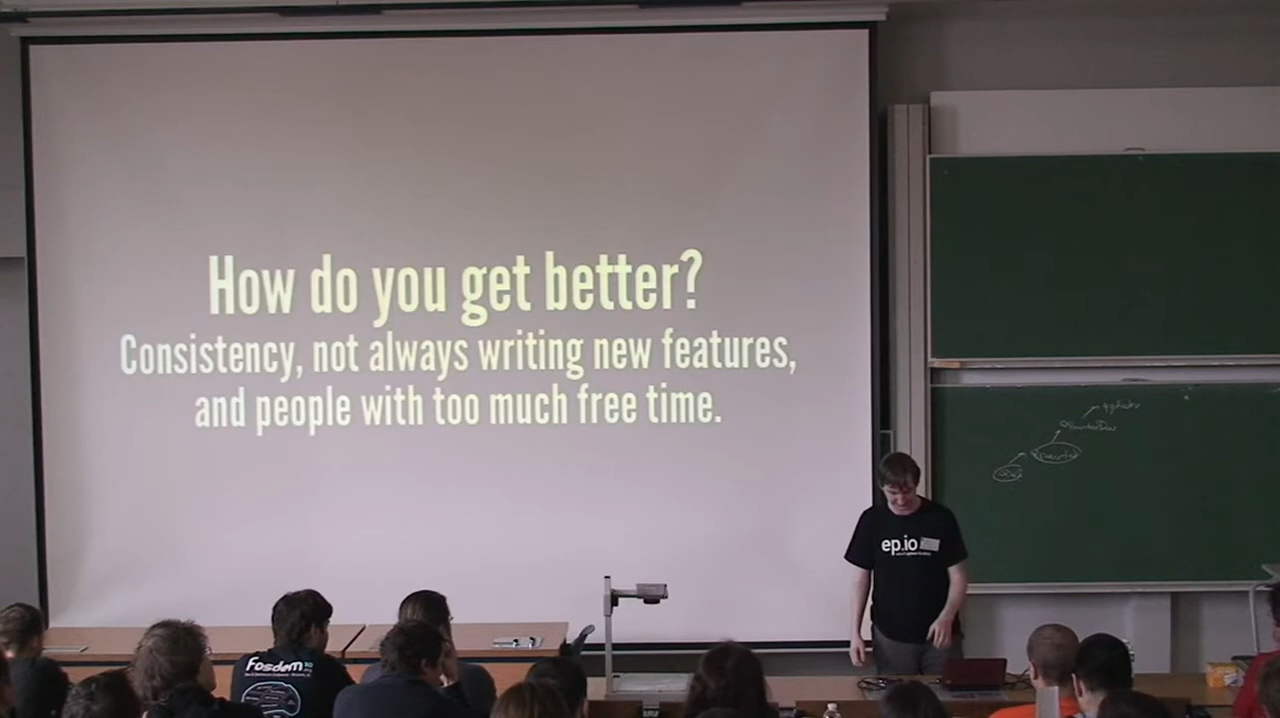 How do you get better?
Consistency, not always writing new features,
and people with too much free time.
ep.io
FOSDEM